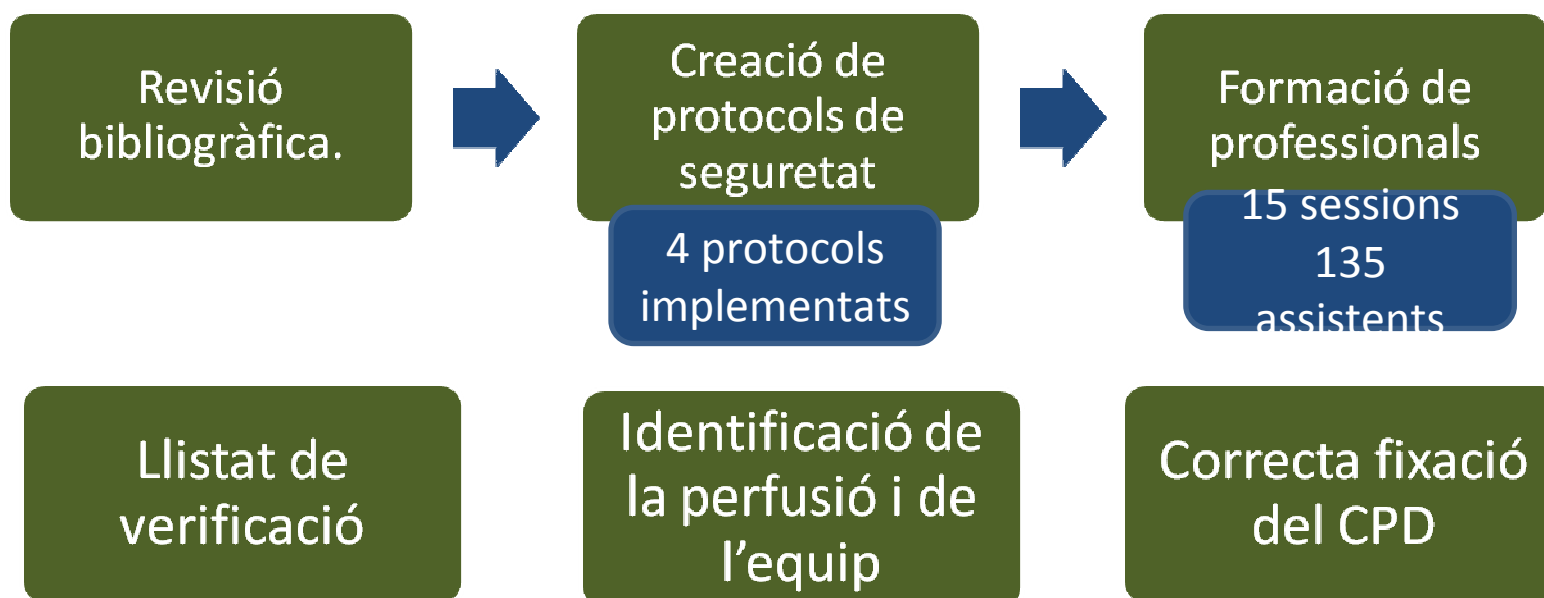 Revisió
bibliogràfica.
Creació de
protocols de
seguretat
4 protocols
implementats
Formació de
professionals
15 sessions
135
assistents
Llistat de
verificació
Identificació de
la perfusió i de
l’equip
Correcta fixació
del CPD